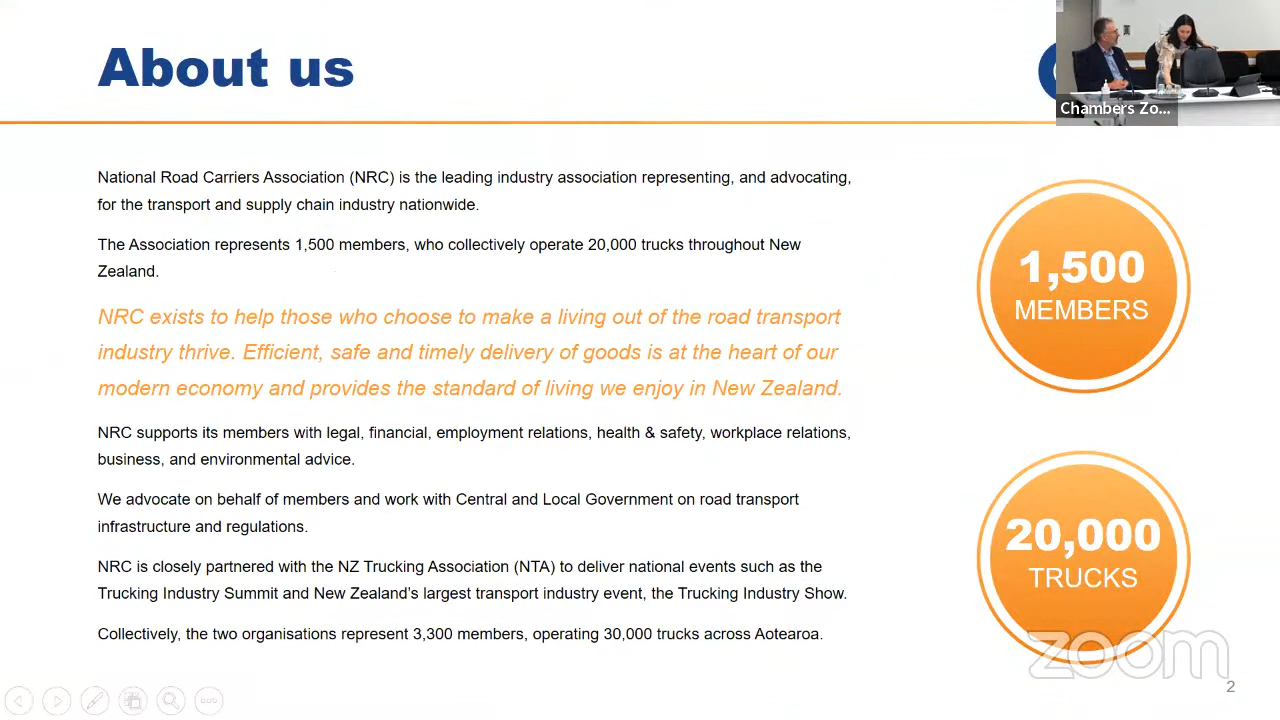 About us
Chambers Zo...
National Road Carriers Association (NRC) is the leading industry association representing, and advocating,
for the transport and supply chain industry nationwide.
The Association represents 1,500 members, who collectively operate 20,000 trucks throughout New
Zealand.
NRC exists to help those who choose to make a living out of the road transport
industry thrive. Efficient, safe and timely delivery of goods is at the heart of our
modern economy and provides the standard of living we enjoy in New Zealand.
NRC supports its members with legal, financial, employment relations, health & safety, workplace relations,
business, and environmental advice.
We advocate on behalf of members and work with Central and Local Government on road transport
infrastructure and regulations.
NRC is closely partnered with the NZ Trucking Association (NTA) to deliver national events such as the
Trucking Industry Summit and New Zealand's largest transport industry event, the Trucking Industry Show.
Collectively, the two organisations represent 3,300 members, operating 30,000 trucks across Aotearoa.
1,500
MEMBERS
20,000
TRUCKS
zoom
2